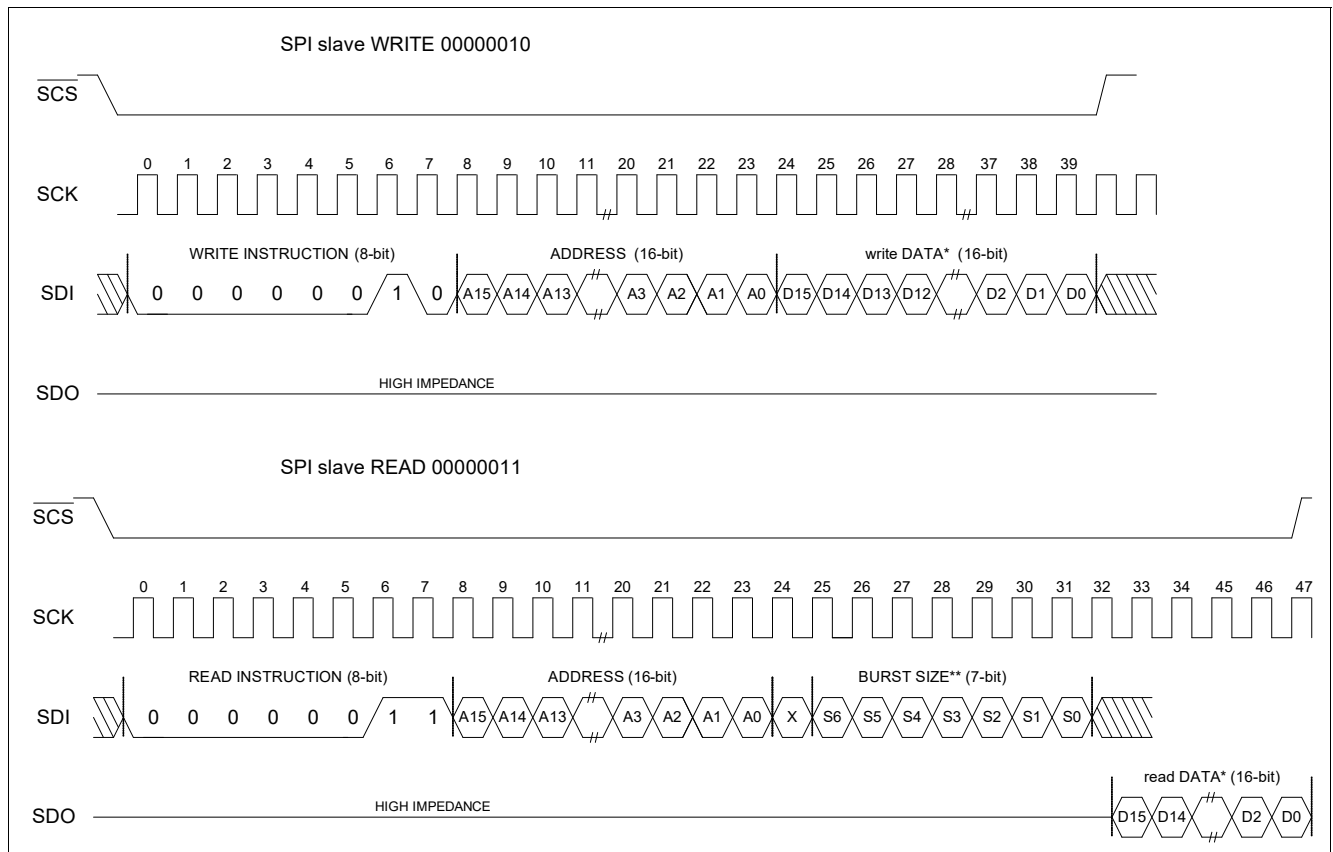 SPI slave WRITE 00000010
SCS
0 1 2 3 4 5 6 7 8 9 10 11 20 21 22 23 24 25 26 27 28 37 38 39
SCK
WRITE INSTRUCTION (8-bit) ADDRESS (16-bit) write DATA* (16-bit)
SDI 0 0 0 0 0 0 1 0 A15 A14 A13 A3 A2 A1 A0 D15 D14 D13 D12 D2 D1 D0
HIGH IMPEDANCE
SDO
SPI slave READ 00000011
SCS
0 1 2 3 4 5 6 7 8 9 10 11 20 21 22 23 24 25 26 27 28 29 30 31 32 33 34 45 46 47
SCK
READ INSTRUCTION (8-bit) ADDRESS (16-bit) BURST SIZE** (7-bit)
SDI 0 0 0 0 0 0 1 1 A15 A14 A13 A3 A2 A1 A0 X S6 S5 S4 S3 S2 S1 S0
read DATA* (16-bit)
HIGH IMPEDANCE
SDO D15 D14 D2 D0